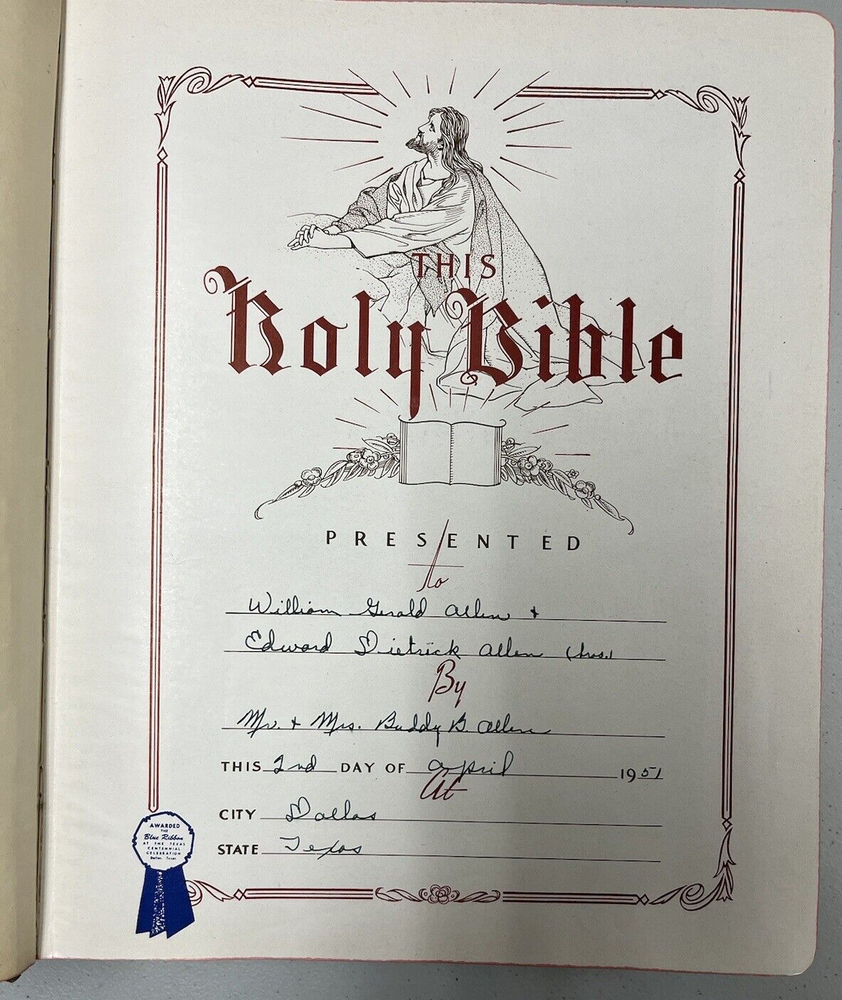 THIS
Holy Bible
PRESENTED
to
William Gerald Allen +
Edward Dietrick Allen (bros.)
By
Mr. + Mrs. Buddy B. Allen
THIS 2nd DAY OF April 1951
At
CITY Dallas
STATE Texas
AWARDED
THE
Blue Ribbon
AT THE TEXAS
CENTENNIAL
CELEBRATION
Dallas, Texas